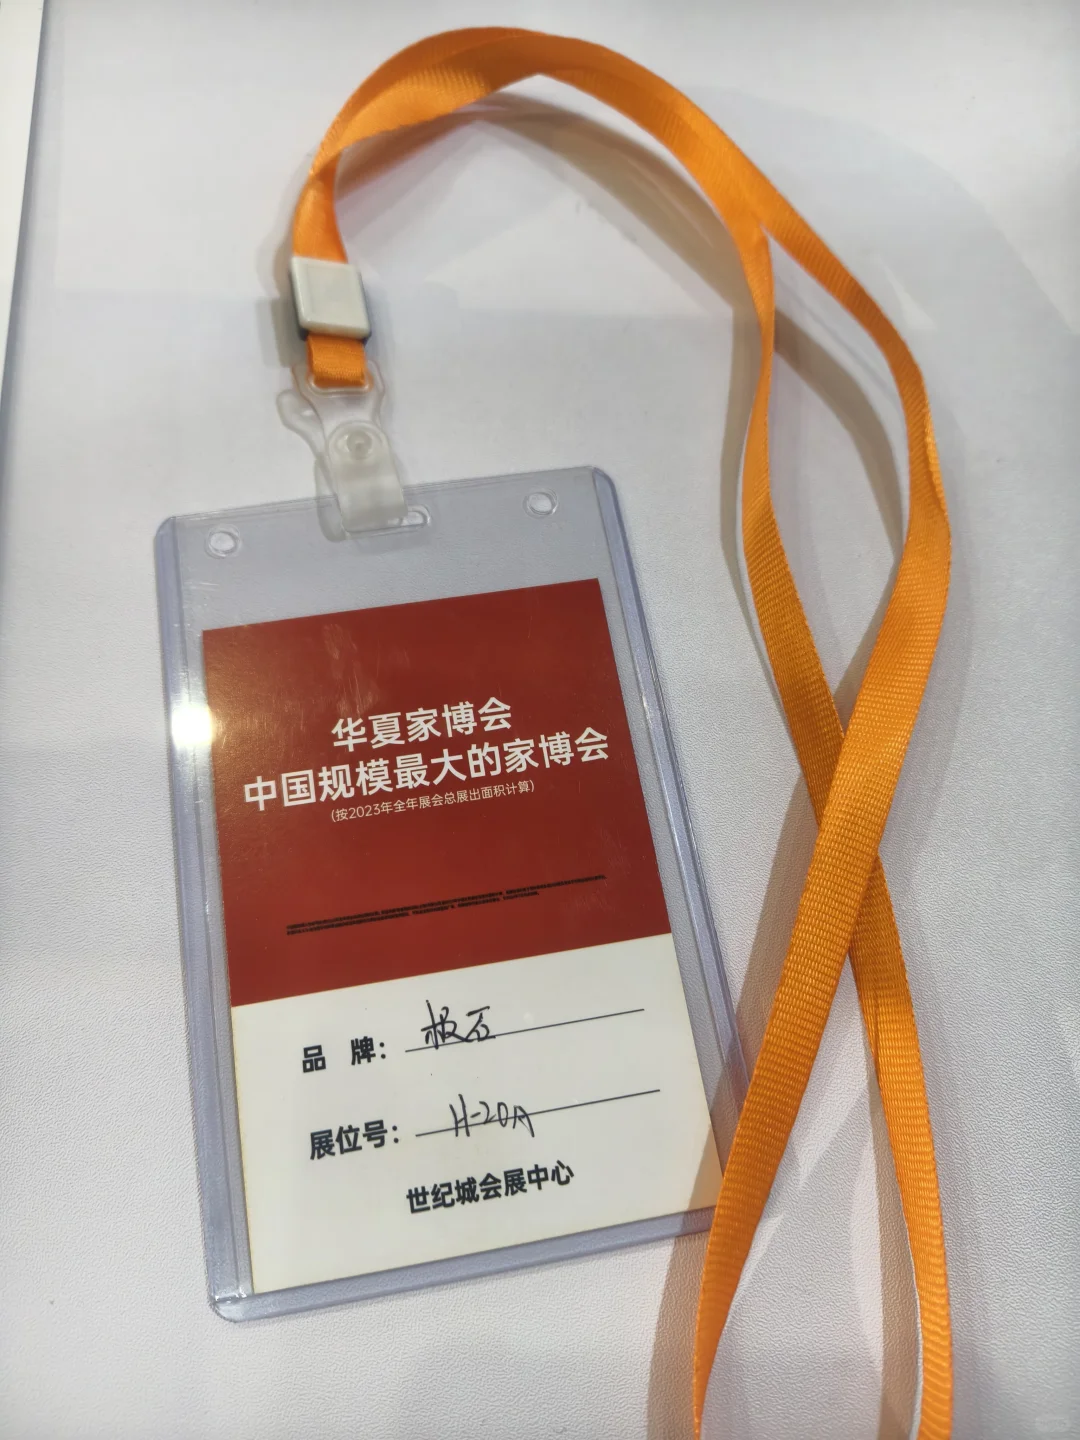 华夏家博会
中国规模最大的家博会
(按2023年全年展会总展出面积计算)
品 牌： 极石
展位号： H-20A
世纪城会展中心